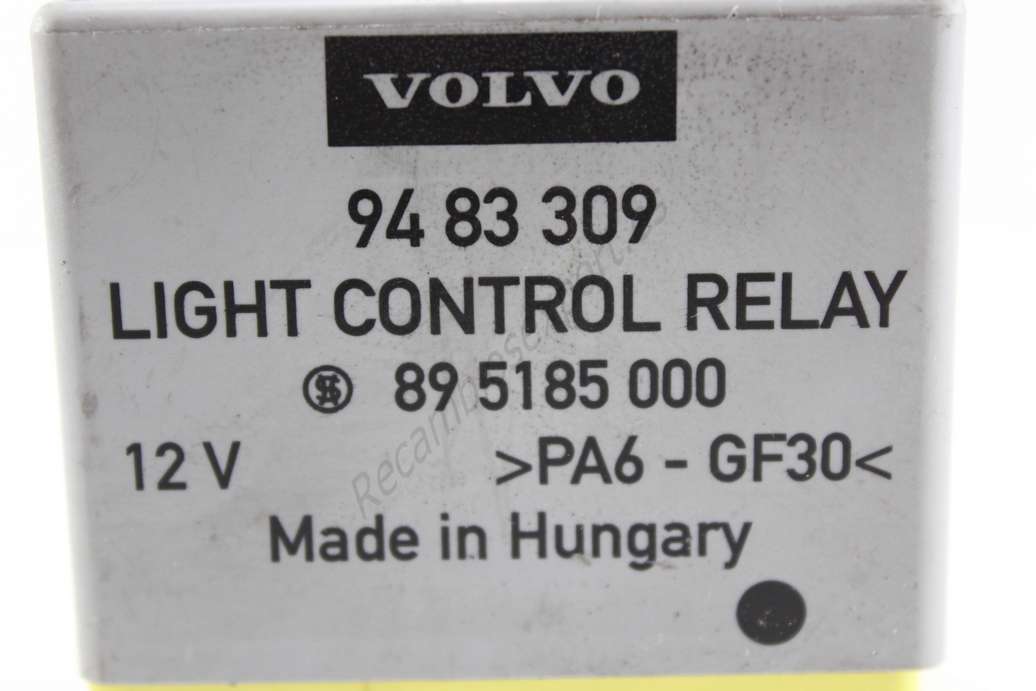 VOLVO
94 83 309
LIGHT CONTROL RELAY
89 5185 000
12 V >PA6 - GF30<
Made in Hungary